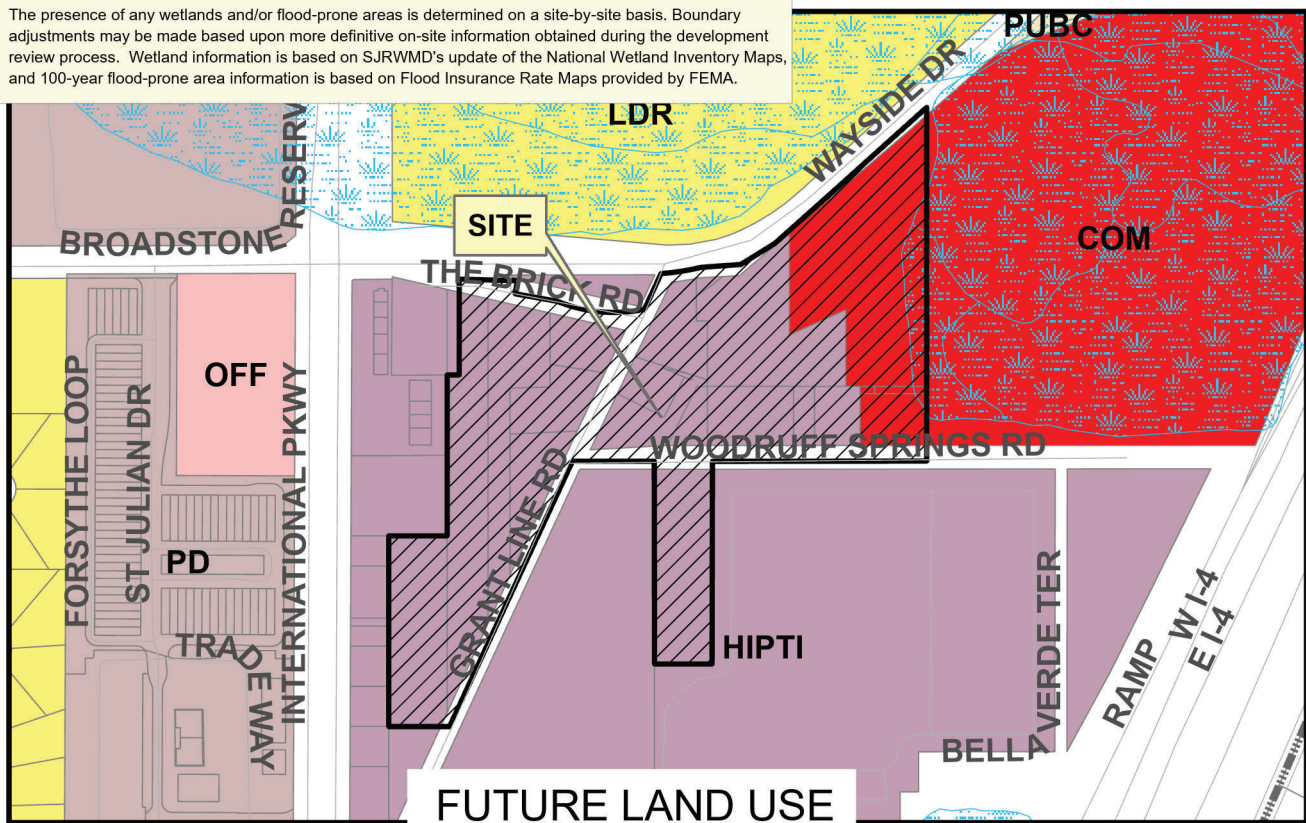 The presence of any wetlands and/or flood-prone areas is determined on a site-by-site basis. Boundary
adjustments may be made based upon more definitive on-site information obtained during the development
review process.  Wetland information is based on SJRWMD's update of the National Wetland Inventory Maps,
and 100-year flood-prone area information is based on Flood Insurance Rate Maps provided by FEMA.
PUBC
LDR
WAYSIDE DR
RESERV
SITE
BROADSTONE
COM
THE BRICK RD
OFF
FORSYTHE LOOP
ST JULIAN DR
INTERNATIONAL PKWY
WOODRUFF SPRINGS RD
GRANT LINE RD
PD
TRADE WAY
HIPTI
BELLA VERDE TER
RAMP
W I-4
E I-4
FUTURE LAND USE